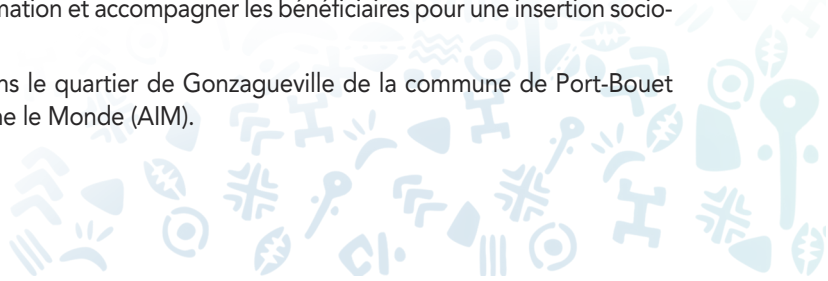 mation et accompagner les bénéficiaires pour une insertion socio-
ns le quartier de Gonzagueville de la commune de Port-Bouet
ne le Monde (AIM).